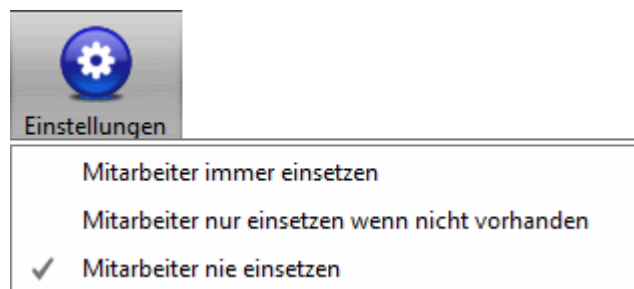 Einstellungen
Mitarbeiter immer einsetzen
Mitarbeiter nur einsetzen wenn nicht vorhanden
Mitarbeiter nie einsetzen